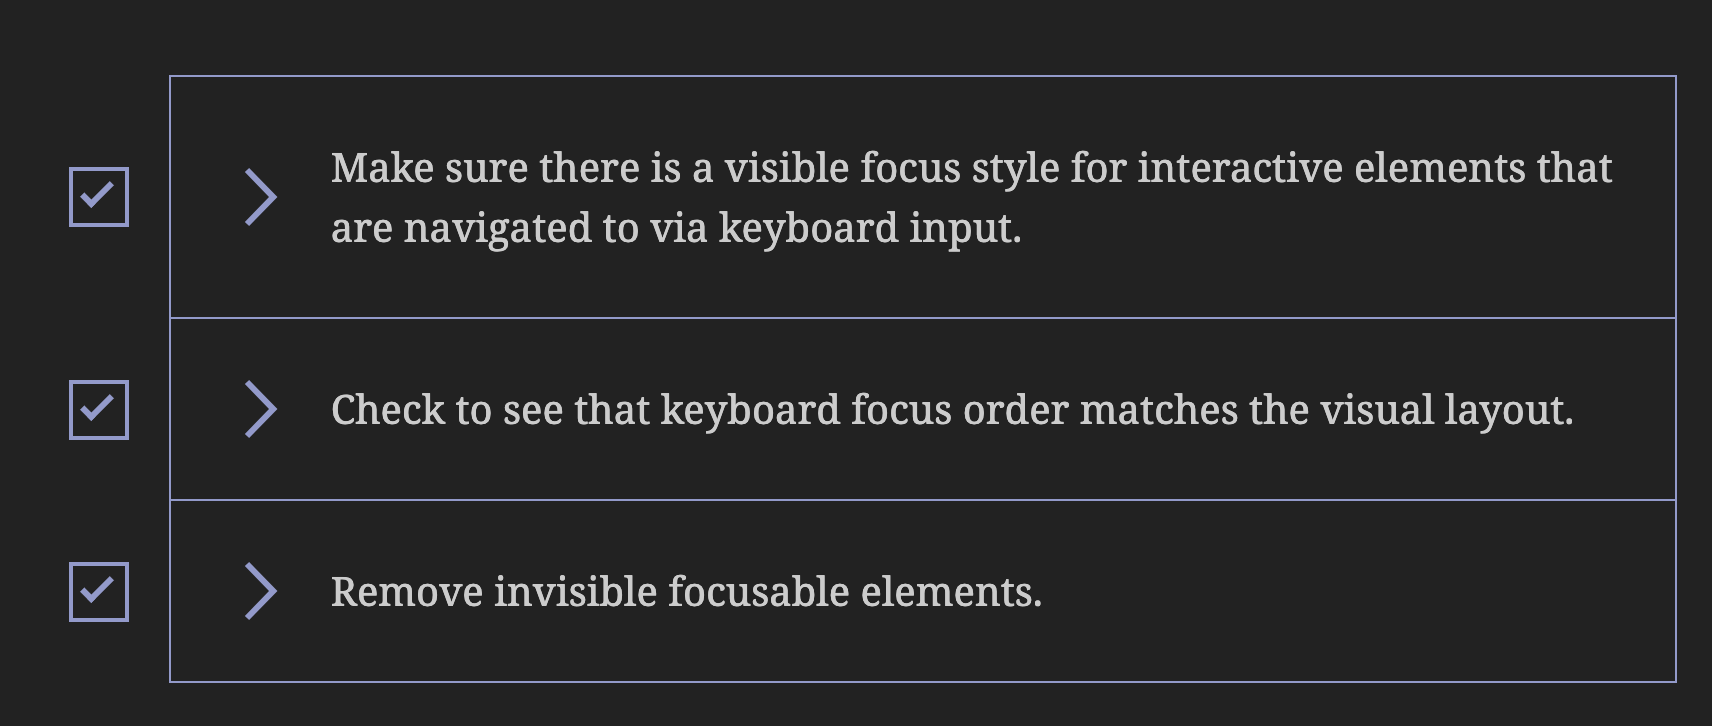 Make sure there is a visible focus style for interactive elements that
are navigated to via keyboard input.
Check to see that keyboard focus order matches the visual layout.
Remove invisible focusable elements.